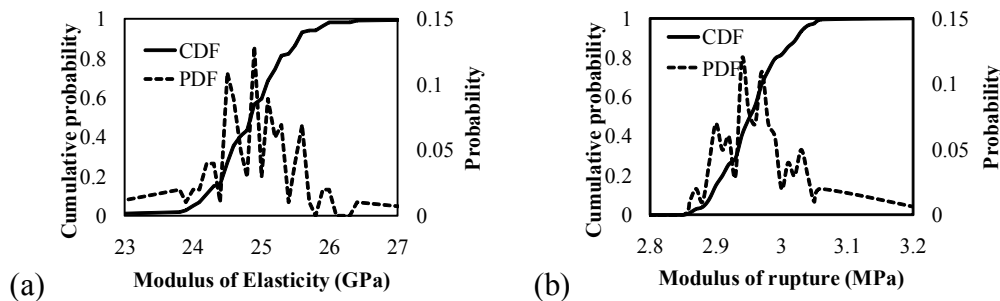 Cumulative probability
1
0.8
0.6
0.4
0.2
0
CDF
PDF
0.15
0.1
0.05
0
Probability
23 24 25 26 27
(a) Modulus of Elasticity (GPa)
Cumulative probability
1
0.8
0.6
0.4
0.2
0
CDF
PDF
0.15
0.1
0.05
0
Probability
2.8 2.9 3 3.1 3.2
(b) Modulus of rupture (MPa)